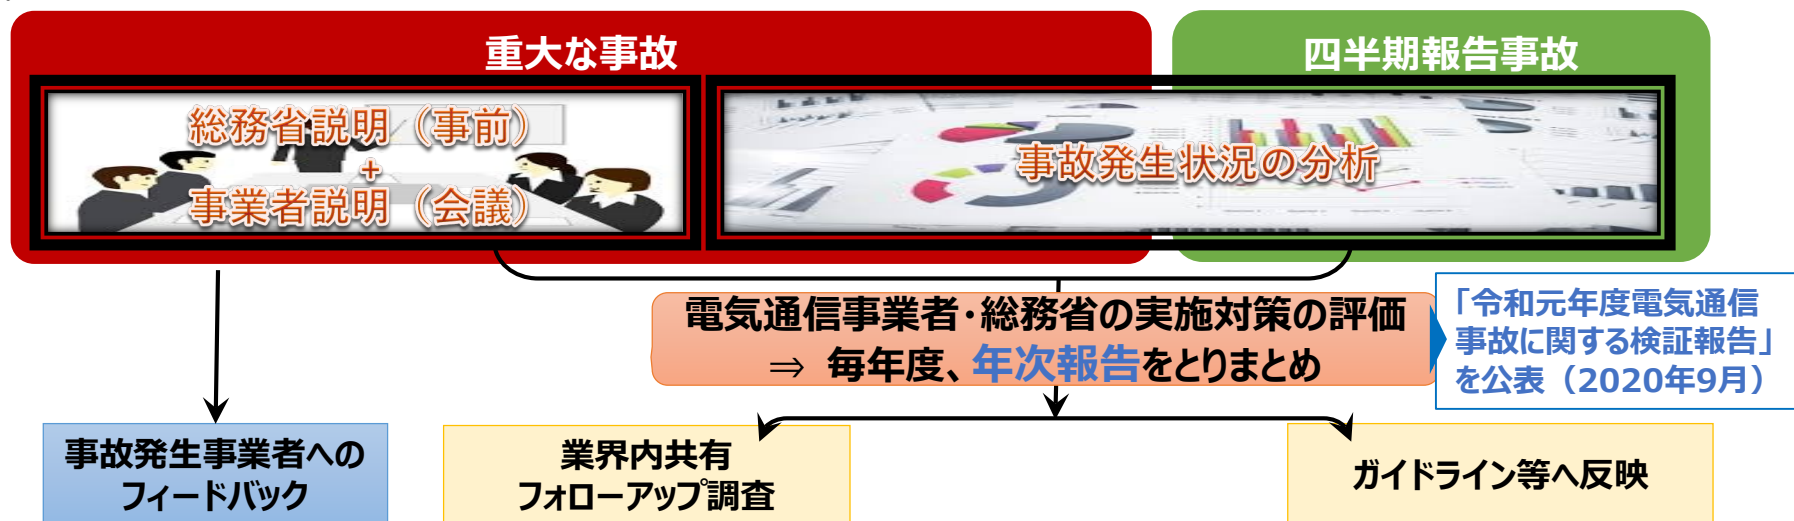 重大な事故
四半期報告事故
総務省説明（事前）
+
事業者説明（会議）
事故発生状況の分析
電気通信事業者・総務省の実施対策の評価
⇒ 毎年度、年次報告をとりまとめ
「令和元年度電気通信
事故に関する検証報告」
を公表（2020年9月）
事故発生事業者への
フィードバック
業界内共有
フォローアップ調査
ガイドライン等へ反映